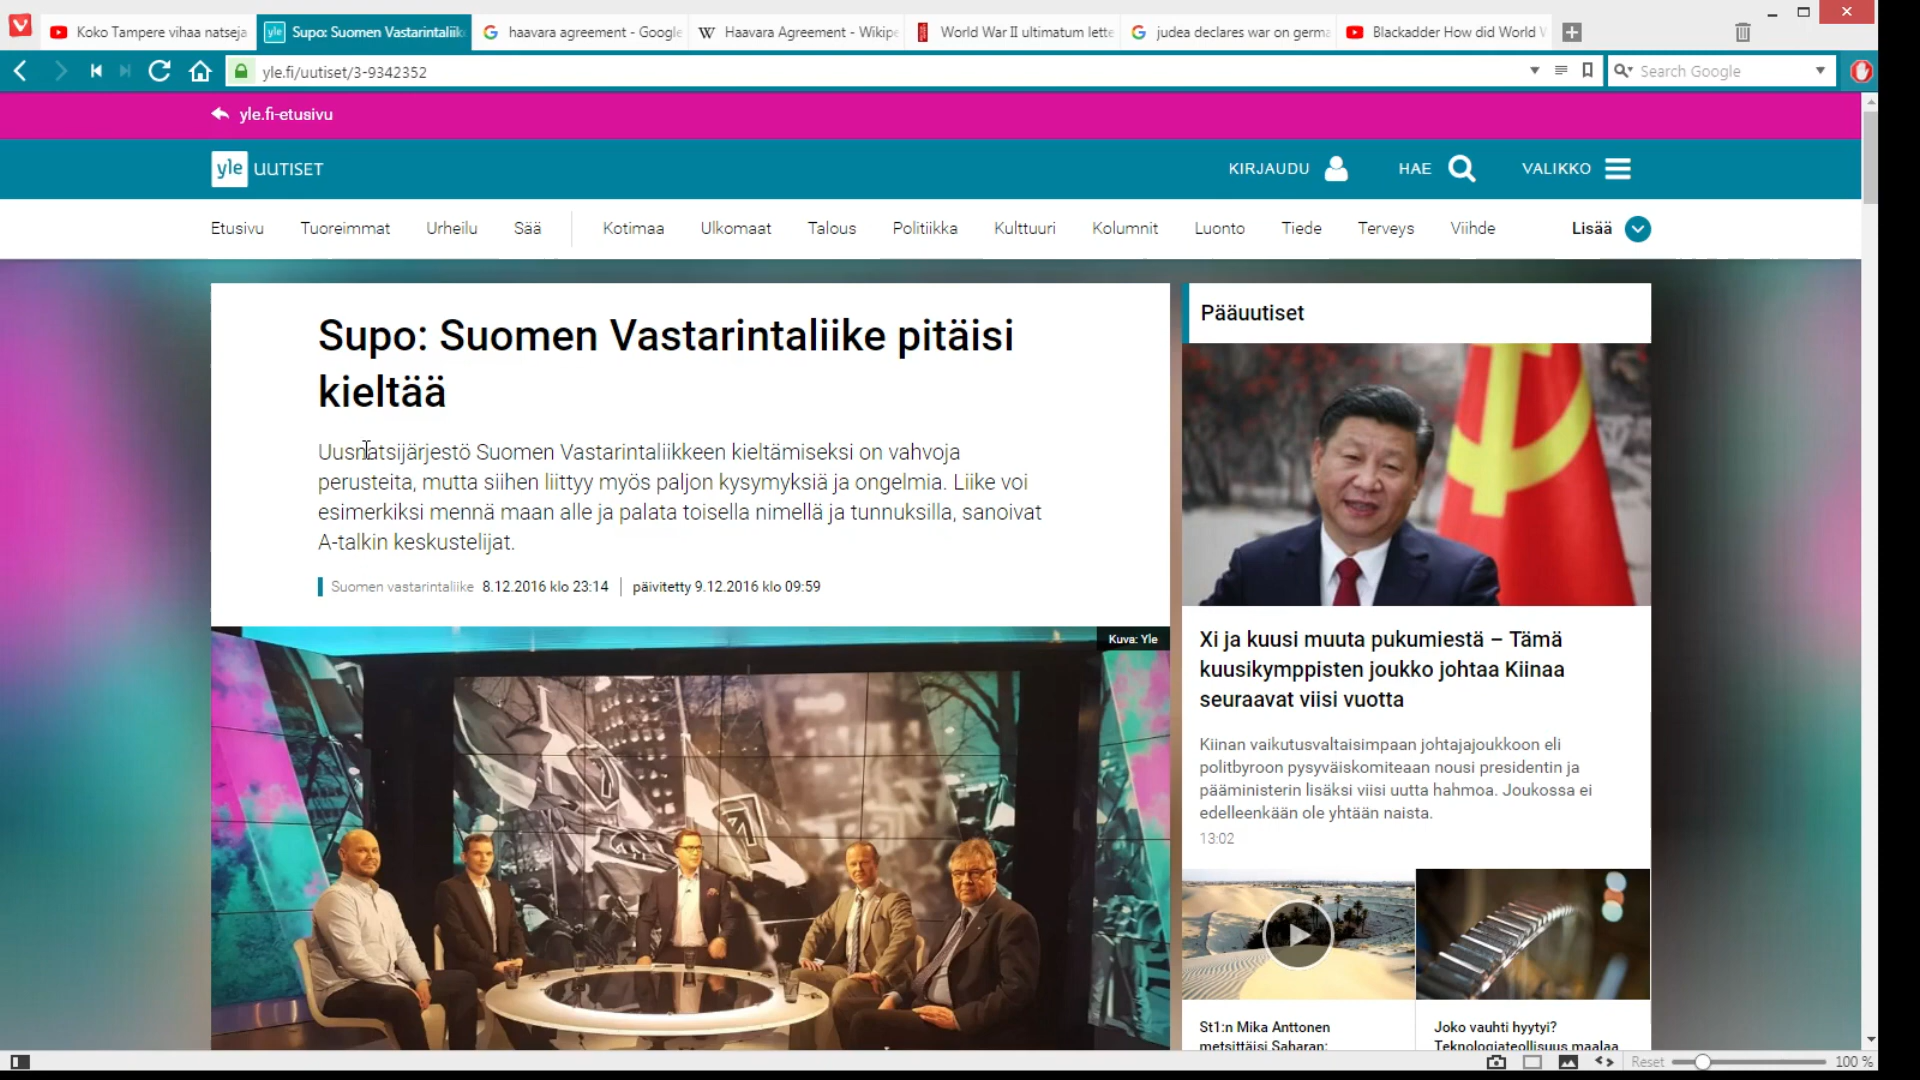 Koko Tampere vihaa natseja
Supo: Suomen Vastarintaliik
haavara agreement - Google
Haavara Agreement - Wikipe
World War II ultimatum lette
judea declares war on germa
Blackadder How did World W
yle.fi/uutiset/3-9342352
Search Google
yle.fi-etusivu
yle UUTISET
KIRJAUDU
HAE
VALIKKO
Etusivu
Tuoreimmat
Urheilu
Sää
Kotimaa
Ulkomaat
Talous
Politiikka
Kulttuuri
Kolumnit
Luonto
Tiede
Terveys
Viihde
Lisää
Supo: Suomen Vastarintaliike pitäisi
kieltää
Uusnatsijärjestö Suomen Vastarintaliikkeen kieltämiseksi on vahvoja
perusteita, mutta siihen liittyy myös paljon kysymyksiä ja ongelmia. Liike voi
esimerkiksi mennä maan alle ja palata toisella nimellä ja tunnuksilla, sanoivat
A-talkin keskustelijat.
Suomen vastarintaliike 8.12.2016 klo 23:14 | päivitetty 9.12.2016 klo 09:59
Kuva: Yle
Pääuutiset
Xi ja kuusi muuta pukumiestä – Tämä
kuusikymppisten joukko johtaa Kiinaa
seuraavat viisi vuotta
Kiinan vaikutusvaltaisimpaan johtajajoukkoon eli
politbyroon pysyväiskomiteaan nousi presidentin ja
pääministerin lisäksi viisi uutta hahmoa. Joukossa ei
edelleenkään ole yhtään naista.
13:02
St1:n Mika Anttonen
metsittäisi Saharan:
Joko vauhti hyytyi?
Teknologiateollisuus maalaa
Reset
100 %